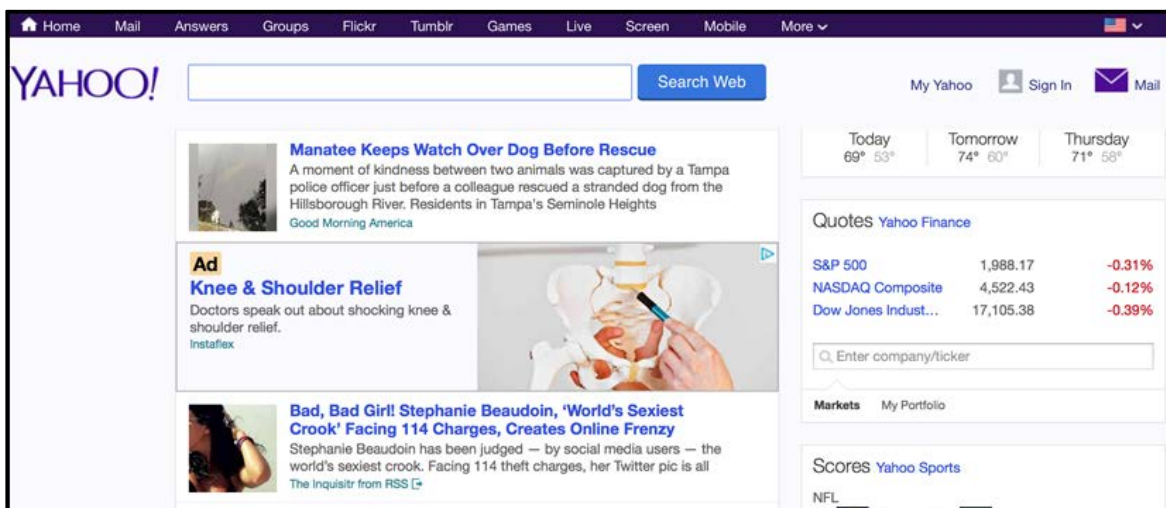 Home Mail Answers Groups Flickr Tumblr Games Live Screen Mobile More
YAHOO!
Search Web
My Yahoo Sign In Mail
Manatee Keeps Watch Over Dog Before Rescue
A moment of kindness between two animals was captured by a Tampa
police officer just before a colleague rescued a stranded dog from the
Hillsborough River. Residents in Tampa's Seminole Heights
Good Morning America
Ad
Knee & Shoulder Relief
Doctors speak out about shocking knee &
shoulder relief.
Instaflex
Bad, Bad Girl! Stephanie Beaudoin, ‘World's Sexiest
Crook’ Facing 114 Charges, Creates Online Frenzy
Stephanie Beaudoin has been judged — by social media users — the
world's sexiest crook. Facing 114 theft charges, her Twitter pic is all
The Inquisitr from RSS
Today Tomorrow Thursday
69° 53° 74° 60° 71° 58°
Quotes Yahoo Finance
S&P 500 1,988.17 -0.31%
NASDAQ Composite 4,522.43 -0.12%
Dow Jones Indust... 17,105.38 -0.39%
Enter company/ticker
Markets My Portfolio
Scores Yahoo Sports
NFL